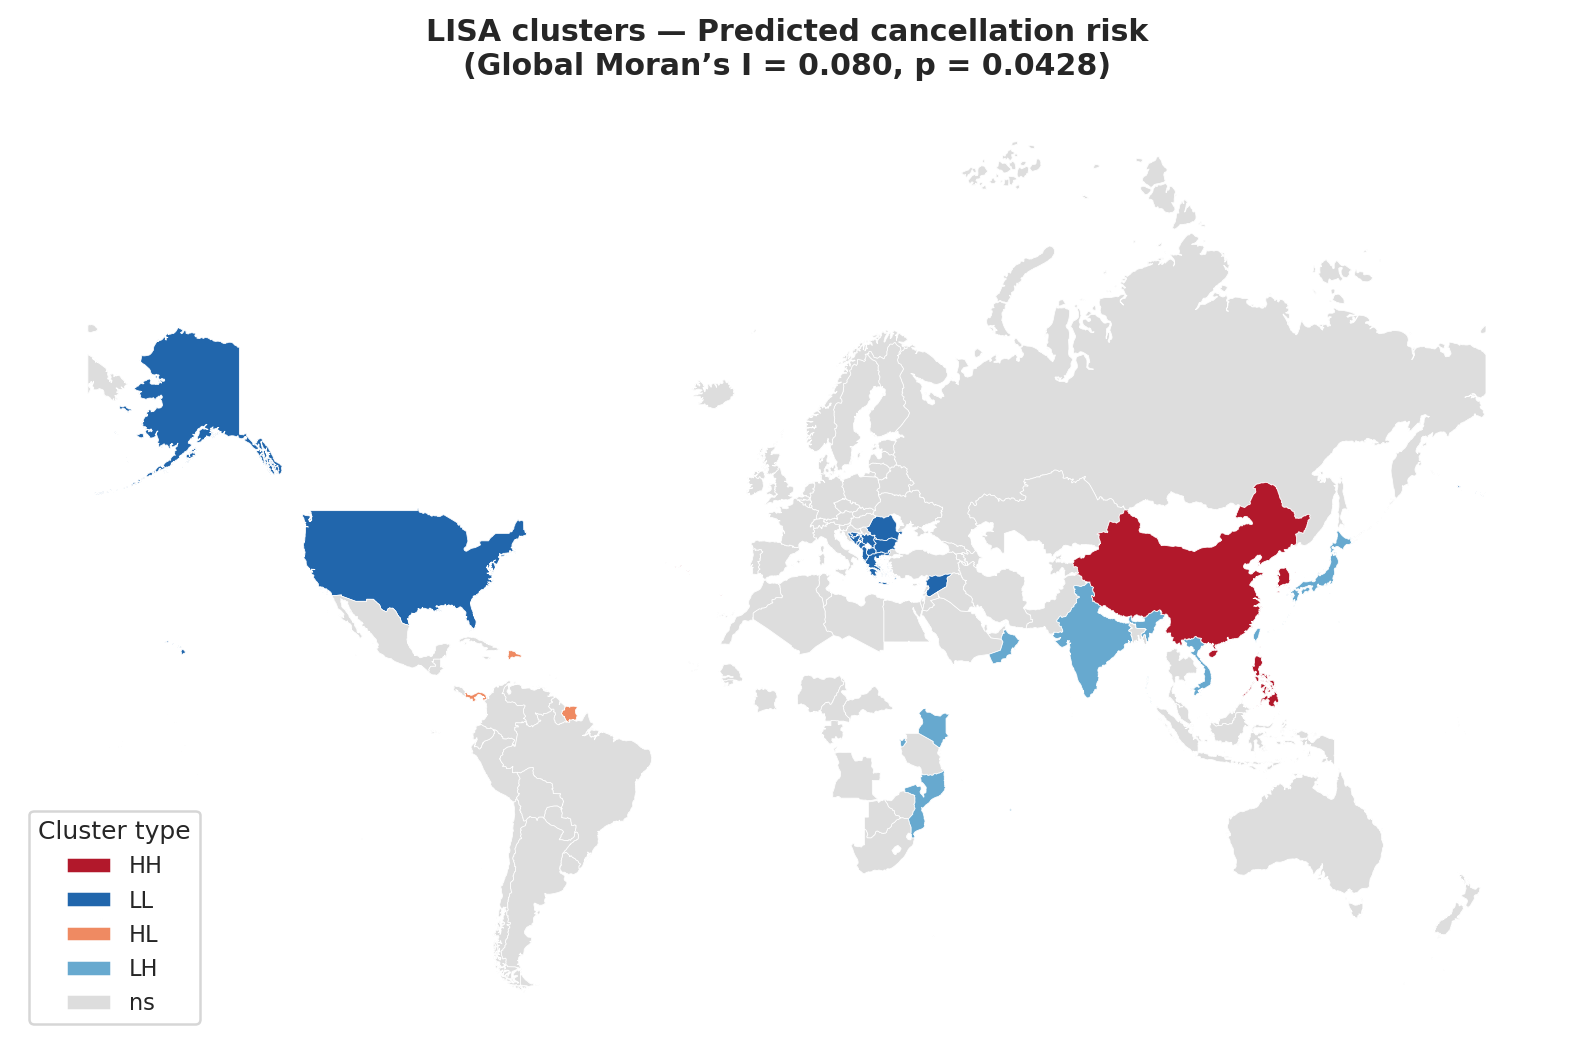 LISA clusters — Predicted cancellation risk
(Global Moran’s I = 0.080, p = 0.0428)
Cluster type
HH
LL
HL
LH
ns